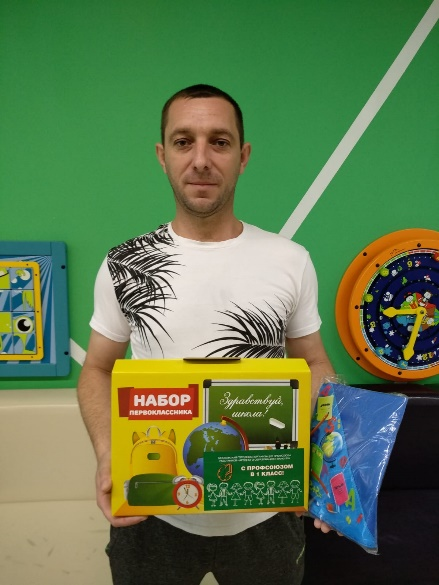 НАБОР
ПЕРВОКЛАССНИКА
Здравствуй,
школа!
С ПРОФСОЮЗОМ
В 1 КЛАСС!